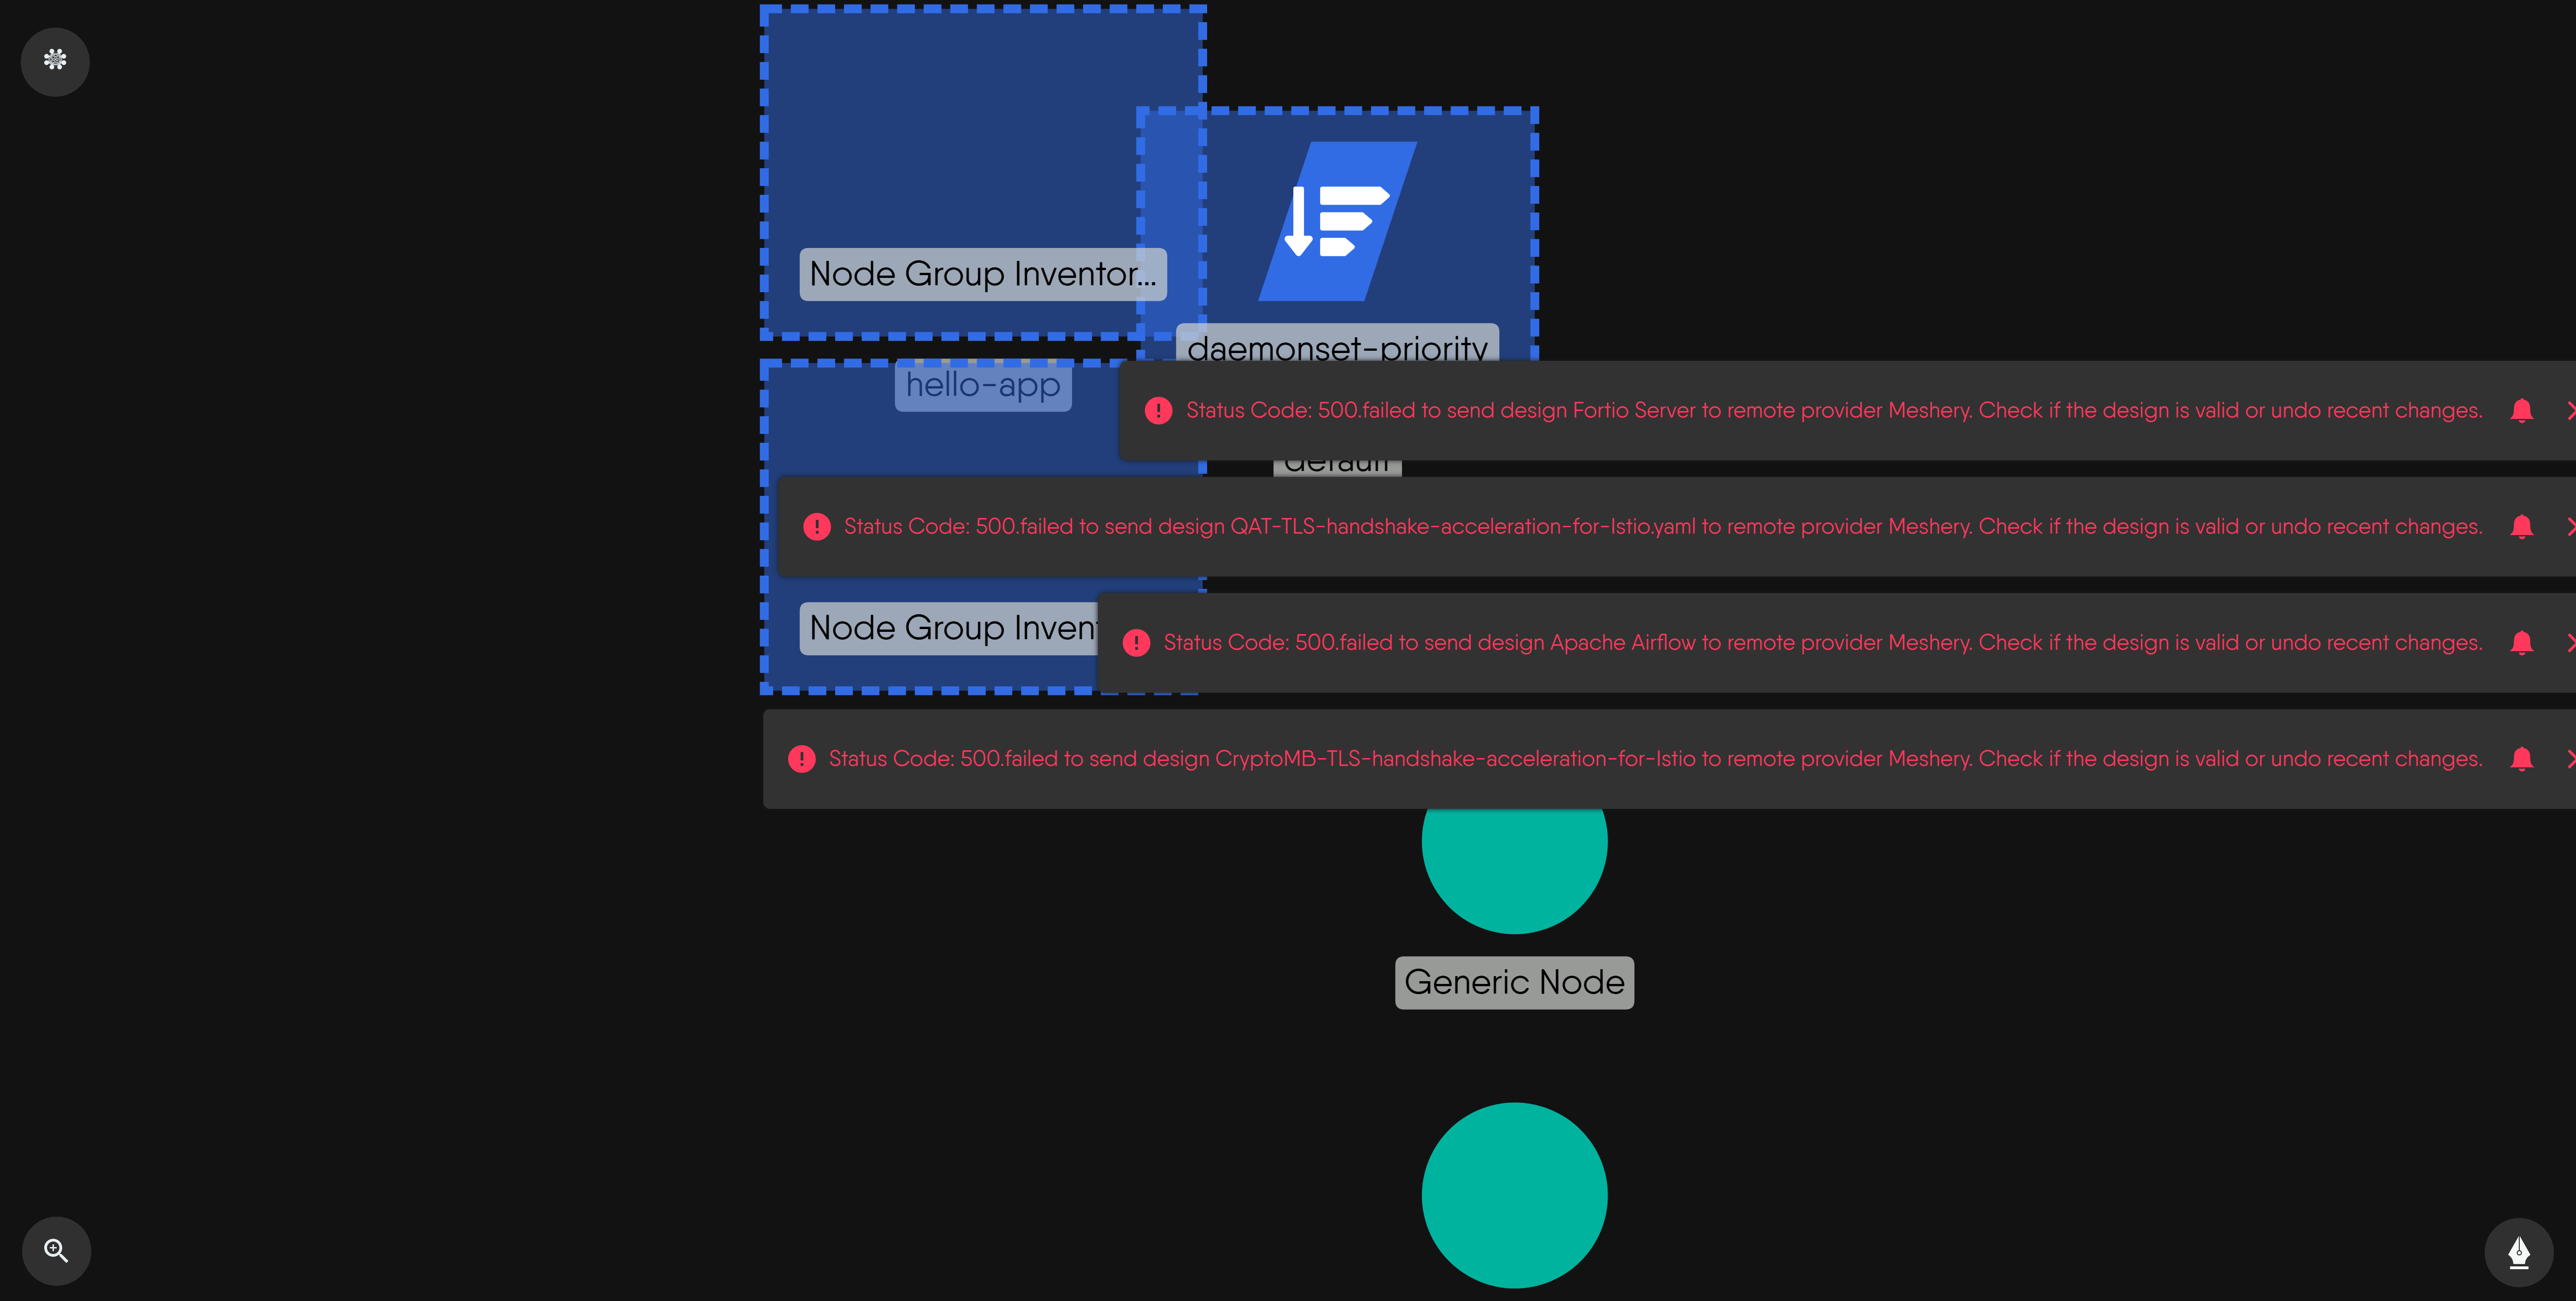 Node Group Inventor...
daemonset-priority
hello-app
Status Code: 500.failed to send design Fortio Server to remote provider Meshery. Check if the design is valid or undo recent changes.
default
Status Code: 500.failed to send design QAT-TLS-handshake-acceleration-for-Istio.yaml to remote provider Meshery. Check if the design is valid or undo recent changes.
Node Group Invent
Status Code: 500.failed to send design Apache Airflow to remote provider Meshery. Check if the design is valid or undo recent changes.
Status Code: 500.failed to send design CryptoMB-TLS-handshake-acceleration-for-Istio to remote provider Meshery. Check if the design is valid or undo recent changes.
Generic Node